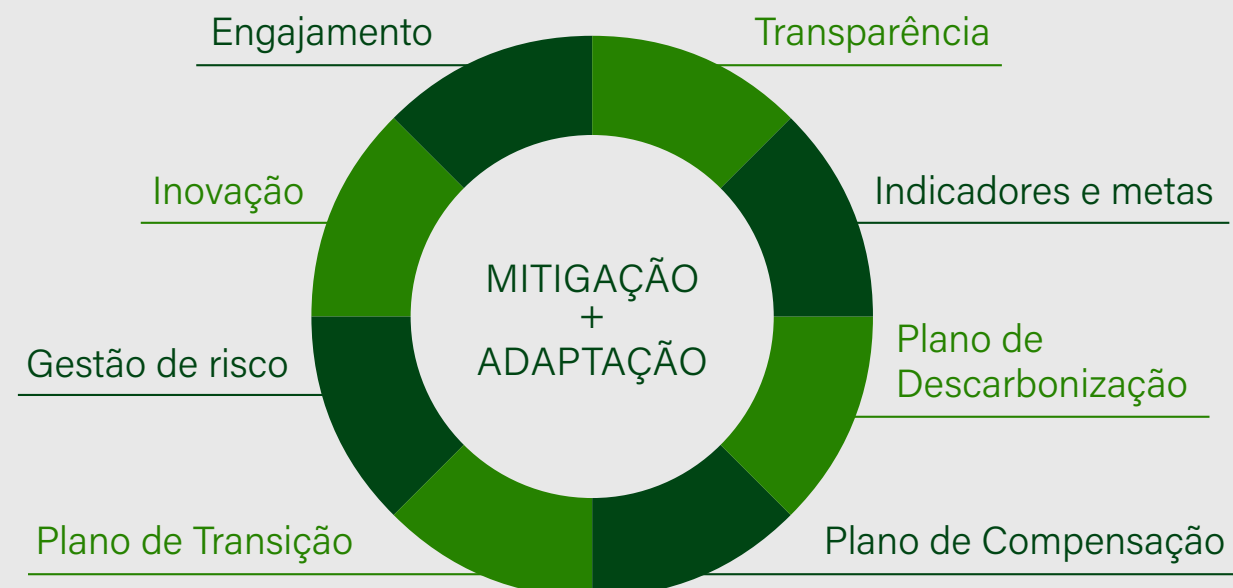 Engajamento
Transparência
Inovação
Indicadores e metas
MITIGAÇÃO
+
ADAPTAÇÃO
Gestão de risco
Plano de
Descarbonização
Plano de Transição
Plano de Compensação